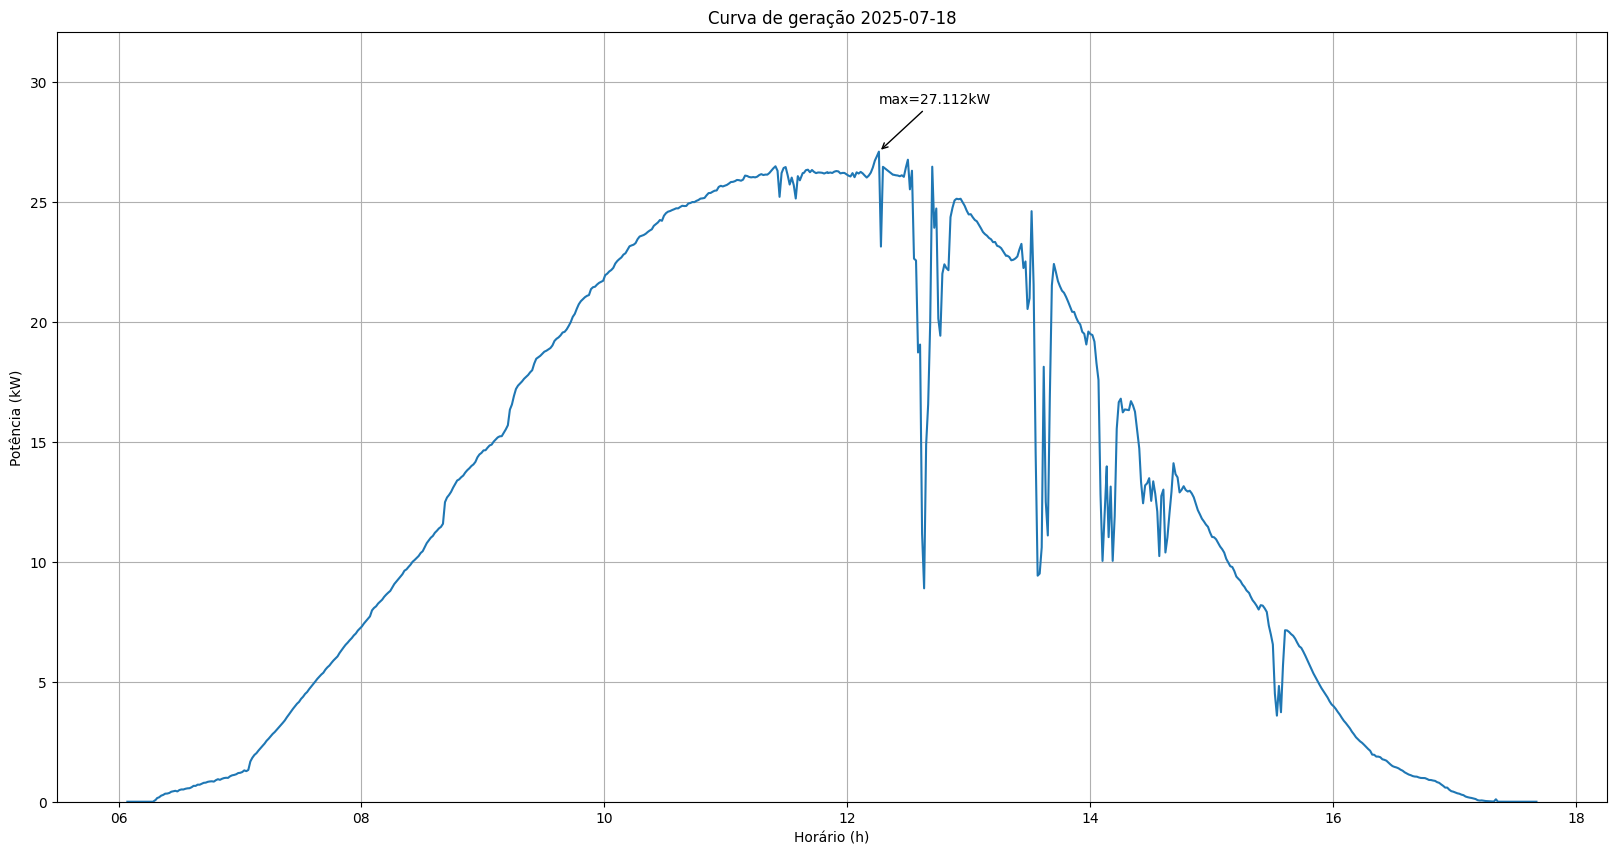 Curva de geração 2025-07-18
30
max=27.112kW
25
20
15
10
5
0
Potência (kW)
06 08 10 12 14 16 18
Horário (h)